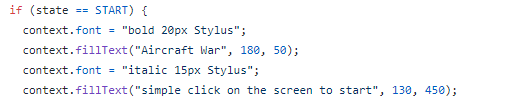 if (state == START) {
  context.font = "bold 20px Stylus";
  context.fillText("Aircraft War", 180, 50);
  context.font = "italic 15px Stylus";
  context.fillText("simple click on the screen to start", 130, 450);